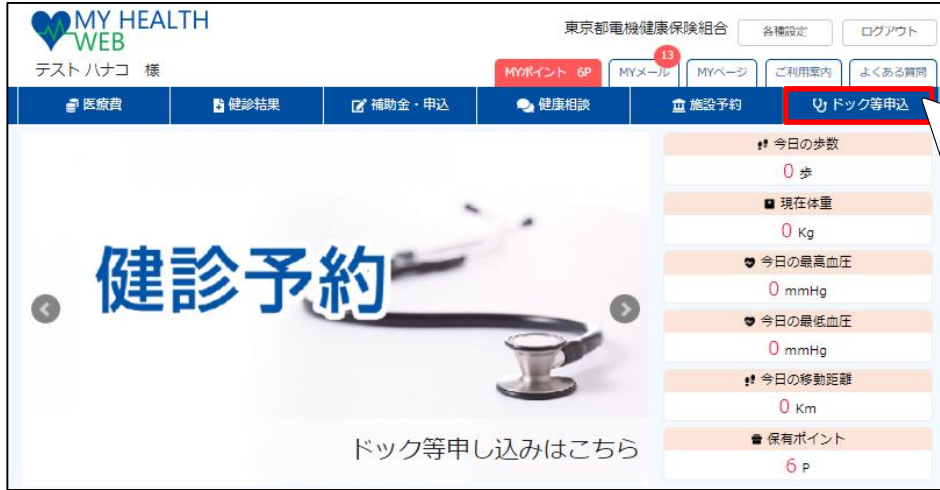 MY HEALTH
WEB
東京都電機健康保険組合 各種設定 ログアウト
テスト ハナコ 様
MYポイント 6P MYメール 13 MYページ ご利用案内 よくある質問
医療費 健診結果 補助金・申込 健康相談 施設予約 ドック等申込
健診予約
ドック等申し込みはこちら
今日の歩数
0 歩
現在体重
0 Kg
今日の最高血圧
0 mmHg
今日の最低血圧
0 mmHg
今日の移動距離
0 Km
保有ポイント
6 P